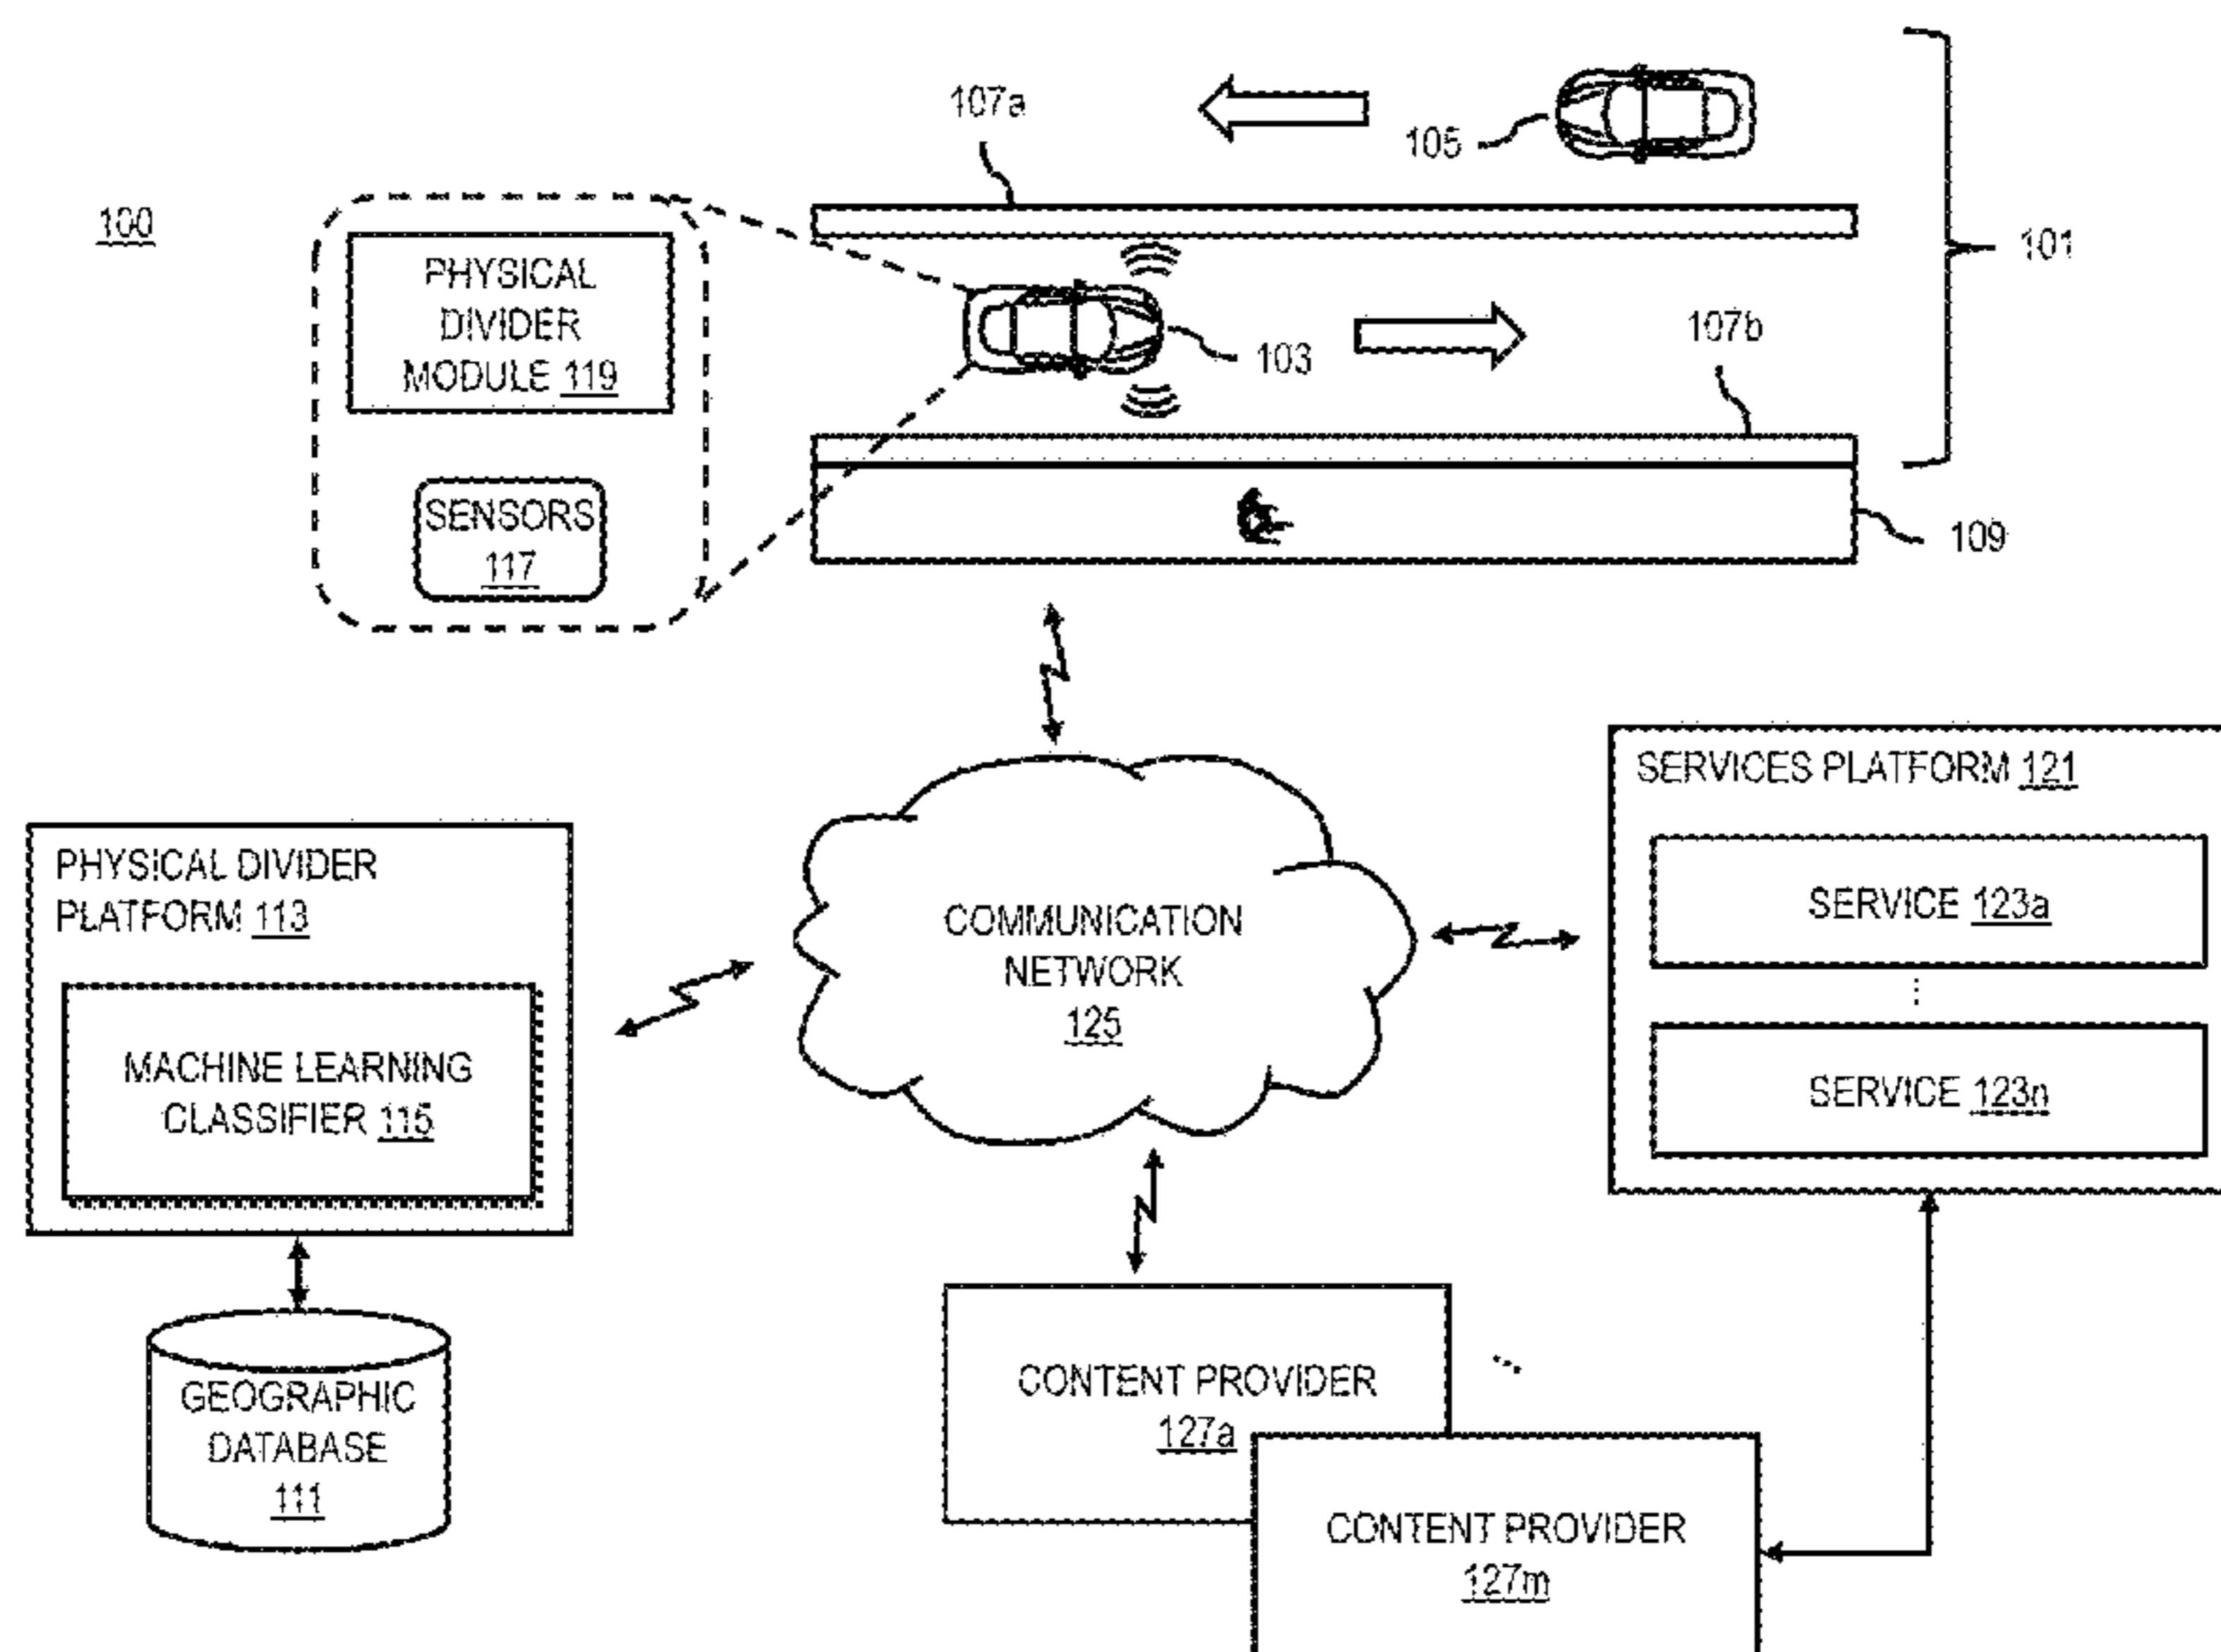 100
107a
105
101
PHYSICAL
DIVIDER
MODULE 119
103
107b
SENSORS
117
109
SERVICES PLATFORM 121
SERVICE 123a
SERVICE 123n
PHYSICAL DIVIDER
PLATFORM 113
MACHINE LEARNING
CLASSIFIER 115
COMMUNICATION
NETWORK
125
GEOGRAPHIC
DATABASE
111
CONTENT PROVIDER
127a
CONTENT PROVIDER
127m